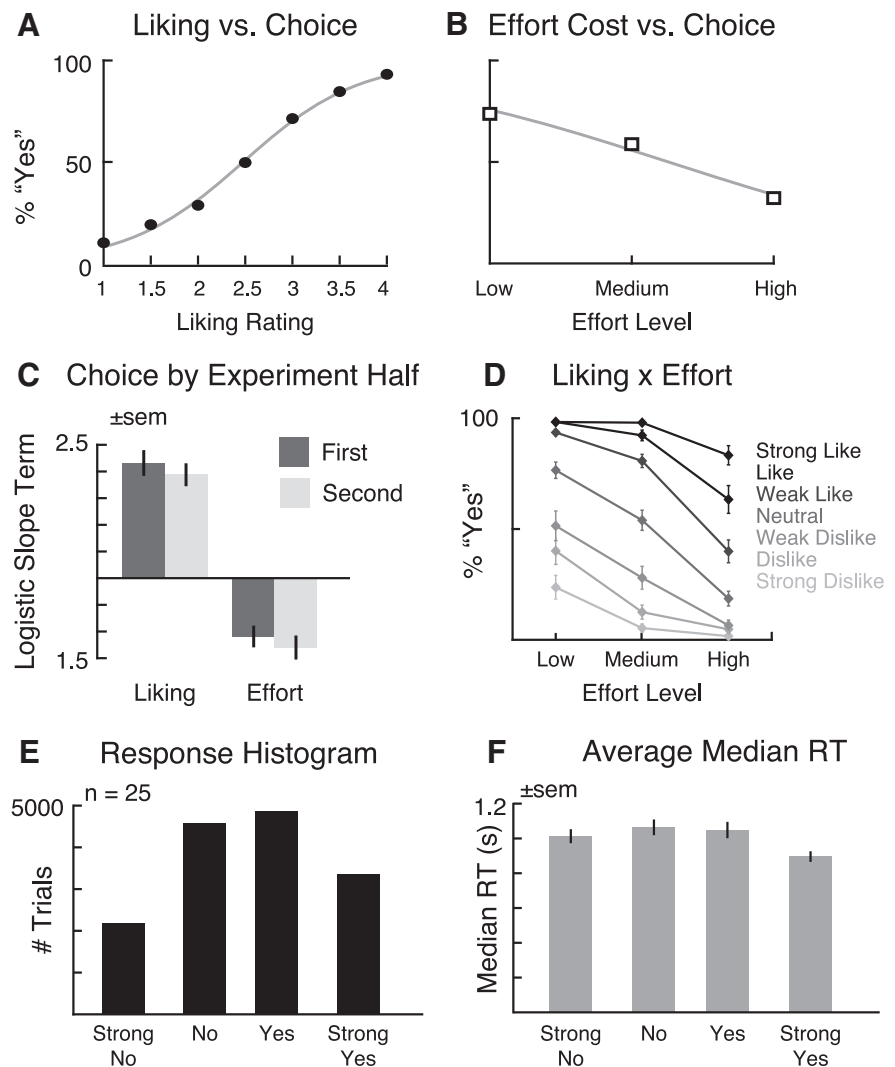 A Liking vs. Choice
100
50
0
% “Yes”
1 1.5 2 2.5 3 3.5 4
Liking Rating
B Effort Cost vs. Choice
Low Medium High
Effort Level
C Choice by Experiment Half
±sem
2.5
1.5
Logistic Slope Term
First
Second
Liking Effort
D Liking x Effort
100
% “Yes”
Strong Like
Like
Weak Like
Neutral
Weak Dislike
Dislike
Strong Dislike
Low Medium High
Effort Level
E Response Histogram
n = 25
5000
# Trials
Strong No
No
Yes
Strong Yes
F Average Median RT
±sem
1.2
Median RT (s)
Strong No
No
Yes
Strong Yes